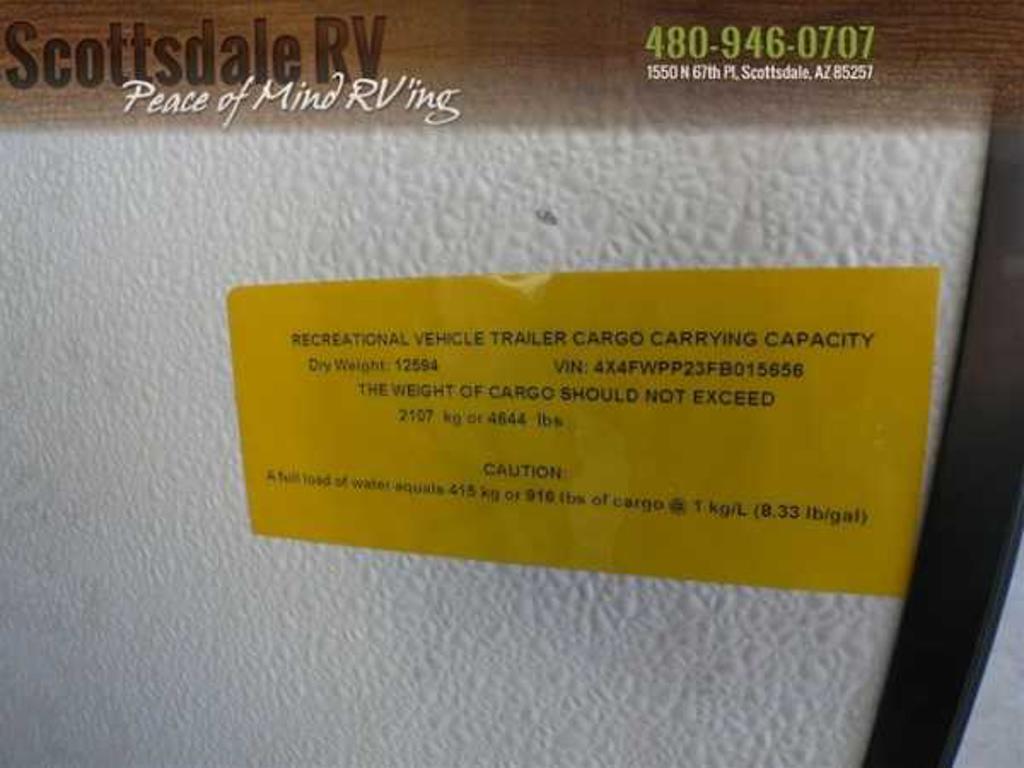 Scottsdale RV
Peace of Mind RV'ing
480-946-0707
1550 N 67th Pl, Scottsdale, AZ 85257
RECREATIONAL VEHICLE TRAILER CARGO CARRYING CAPACITY
Dry Weight: 12594 VIN: 4X4FWPP23FB015656
THE WEIGHT OF CARGO SHOULD NOT EXCEED
2107 kg or 4644 lbs.
CAUTION:
A full load of water equals 415 kg or 916 lbs of cargo @ 1 kg/L (8.33 lb/gal)